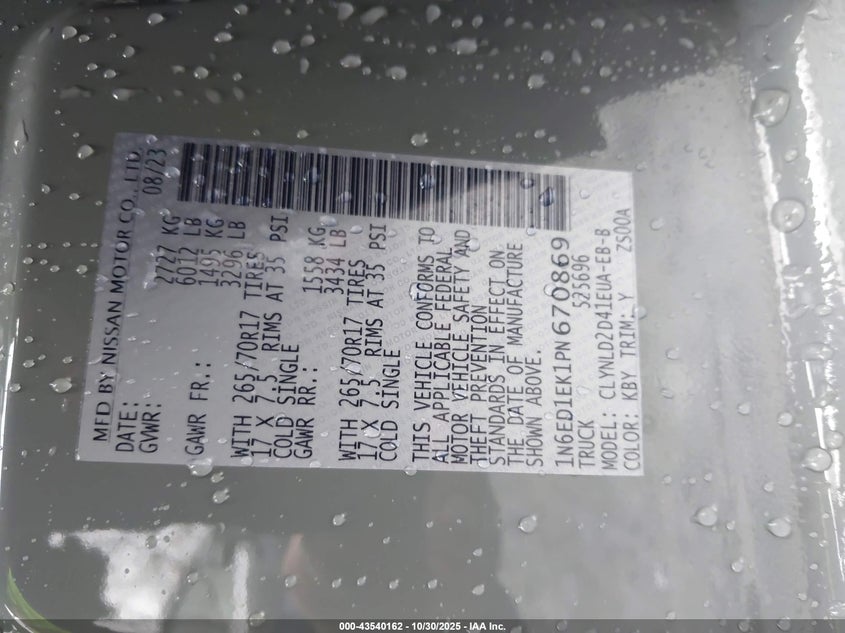 MFD BY NISSAN MOTOR CO., LTD.
DATE: 08/23
GVWR: 2727 KG
6012 LB
GAWR FR.: 1495 KG
3296 LB
WITH 265/70R17 TIRES
17 X 7.5 RIMS AT 35 PSI
COLD SINGLE
GAWR RR.: 1558 KG
3434 LB
WITH 265/70R17 TIRES
17 X 7.5 RIMS AT 35 PSI
COLD SINGLE
THIS VEHICLE CONFORMS TO
ALL APPLICABLE FEDERAL
MOTOR VEHICLE SAFETY AND
THEFT PREVENTION
STANDARDS IN EFFECT ON
THE DATE OF MANUFACTURE
SHOWN ABOVE.
1N6ED1EK1PN670869
TRUCK 525696
MODEL: CLYNLD2D41EUA-EB-B
COLOR: KBY TRIM: Y Z500A
000-43540162 - 10/30/2025 - IAA Inc.